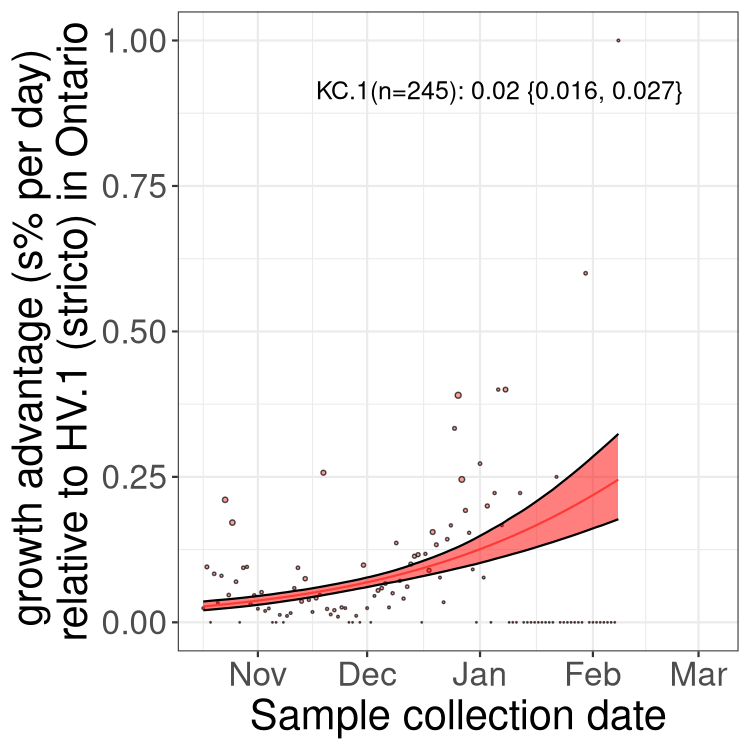 growth advantage (s% per day)
relative to HV.1 (stricto) in Ontario
1.00
KC.1(n=245): 0.02 {0.016, 0.027}
0.75
0.50
0.25
0.00
Nov Dec Jan Feb Mar
Sample collection date